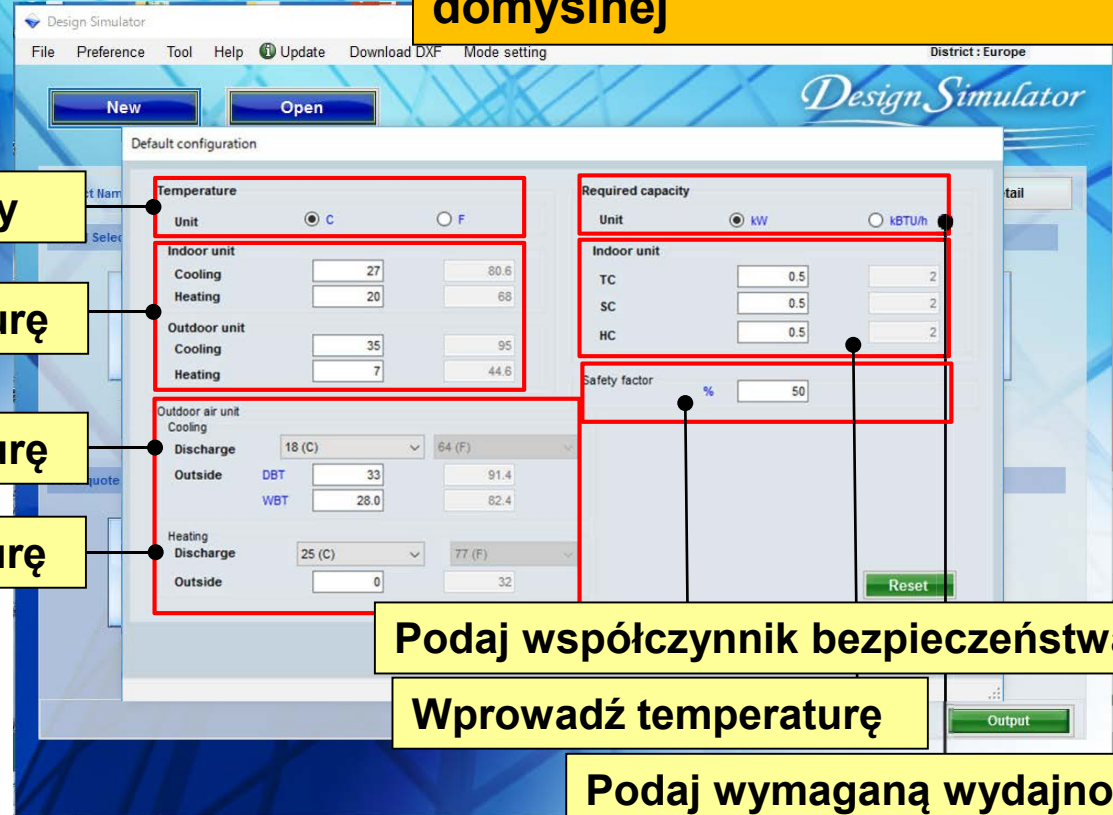 domyślnej
Design Simulator
File Preference Tool Help Update Download DXF Mode setting District : Europe
New Open Design Simulator
Default configuration
Temperature
Unit C F
Indoor unit
Cooling 27 80.6
Heating 20 68
Outdoor unit
Cooling 35 95
Heating 7 44.6
Outdoor air unit
Cooling
Discharge 18 (C) 64 (F)
Outside DBT 33 91.4
WBT 28.0 82.4
Heating
Discharge 25 (C) 77 (F)
Outside 0 32
Required capacity
Unit kW kBTU/h
Indoor unit
TC 0.5 2
SC 0.5 2
HC 0.5 2
Safety factor
% 50
Reset
Podaj współczynnik bezpieczeństwa
Wprowadź temperaturę
Output
Podaj wymaganą wydajno